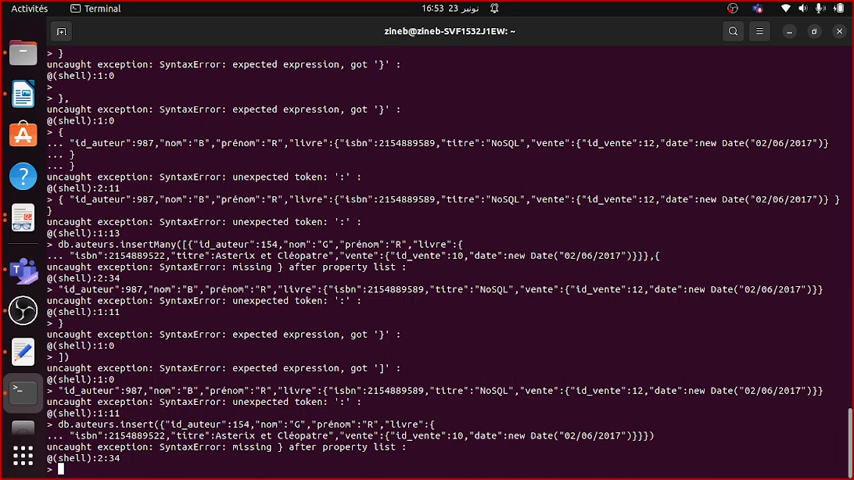 Activités
Terminal
16:53 23 نونبر
zineb@zineb-SVF1532J1EW: ~
> }
uncaught exception: SyntaxError: expected expression, got '}' :
@(shell):1:0
>
> },
uncaught exception: SyntaxError: expected expression, got '}' :
@(shell):1:0
> {
... "id_auteur":987,"nom":"B","prénom":"R","livre":{"isbn":2154889589,"titre":"NoSQL","vente":{"id_vente":12,"date":new Date("02/06/2017")}
... }
... }
uncaught exception: SyntaxError: unexpected token: ':' :
@(shell):2:11
> { "id_auteur":987,"nom":"B","prénom":"R","livre":{"isbn":2154889589,"titre":"NoSQL","vente":{"id_vente":12,"date":new Date("02/06/2017")} }
}
uncaught exception: SyntaxError: unexpected token: ':' :
@(shell):1:13
> db.auteurs.insertMany([{"id_auteur":154,"nom":"G","prénom":"R","livre":{
... "isbn":2154889522,"titre":Asterix et Cléopatre","vente":{"id_vente":10,"date":new Date("02/06/2017")}}},{
uncaught exception: SyntaxError: missing } after property list :
@(shell):2:34
> "id_auteur":987,"nom":"B","prénom":"R","livre":{"isbn":2154889589,"titre":"NoSQL","vente":{"id_vente":12,"date":new Date("02/06/2017")}}
uncaught exception: SyntaxError: unexpected token: ':' :
@(shell):1:11
> }
uncaught exception: SyntaxError: expected expression, got '}' :
@(shell):1:0
> ])
uncaught exception: SyntaxError: expected expression, got ']' :
@(shell):1:0
> "id_auteur":987,"nom":"B","prénom":"R","livre":{"isbn":2154889589,"titre":"NoSQL","vente":{"id_vente":12,"date":new Date("02/06/2017")}}
uncaught exception: SyntaxError: unexpected token: ':' :
@(shell):1:11
> db.auteurs.insert({"id_auteur":154,"nom":"G","prénom":"R","livre":{
... "isbn":2154889522,"titre":Asterix et Cléopatre","vente":{"id_vente":10,"date":new Date("02/06/2017")}}})
uncaught exception: SyntaxError: missing } after property list :
@(shell):2:34
>